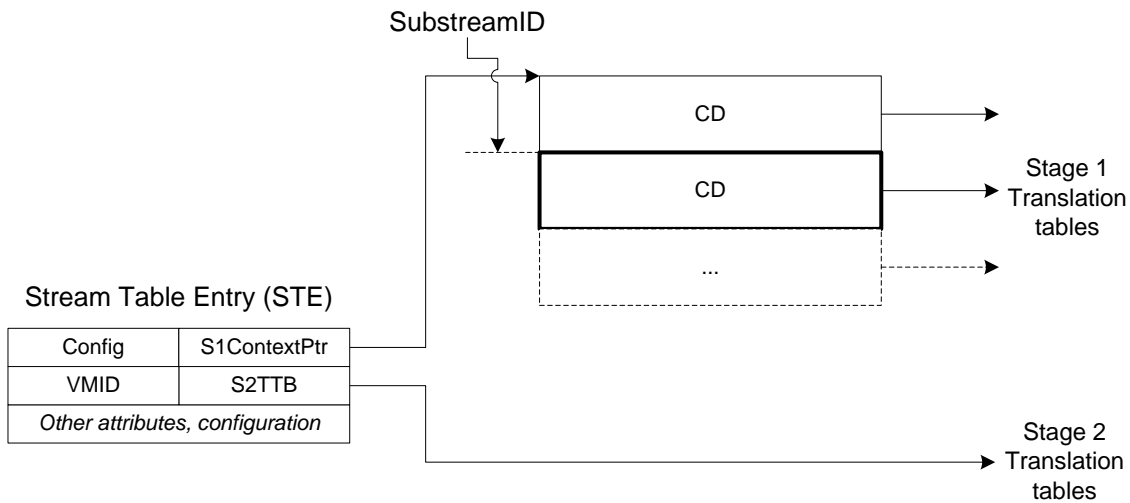 SubstreamID
CD
CD
...
Stage 1
Translation
tables
Stream Table Entry (STE)
Config S1ContextPtr
VMID S2TTB
Other attributes, configuration
Stage 2
Translation
tables